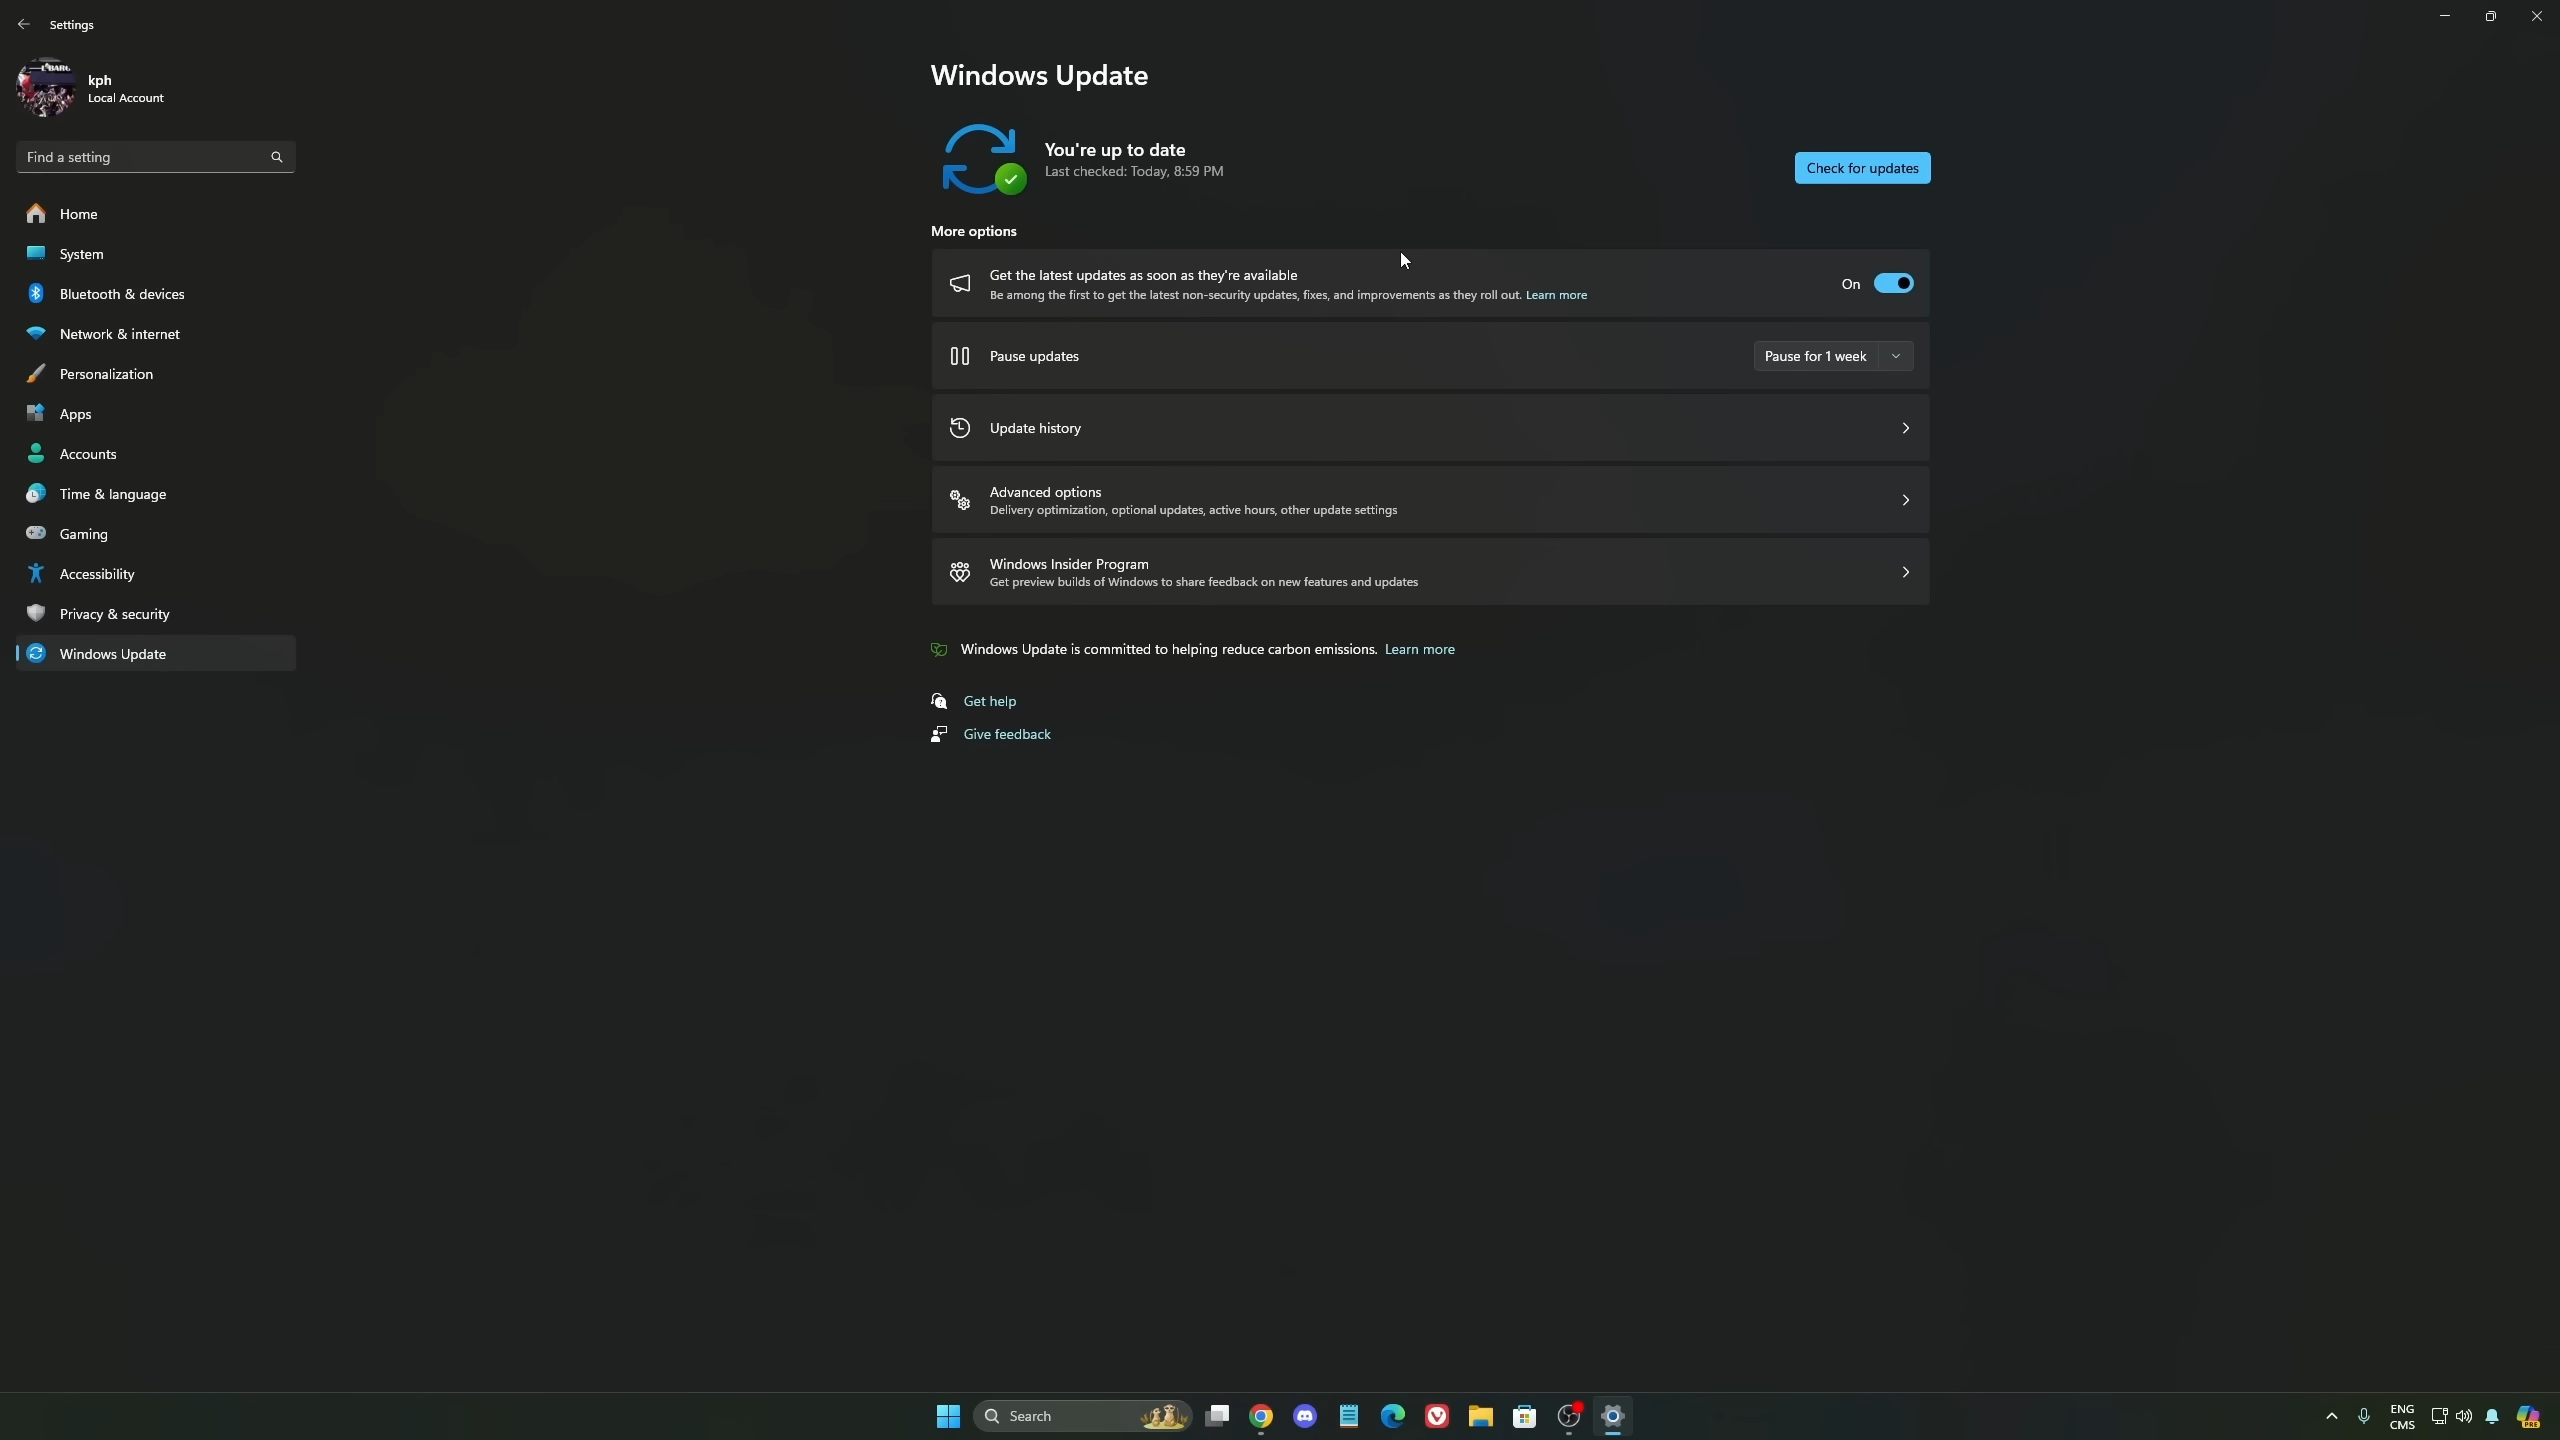 Settings
kph
Local Account
Find a setting
Home
System
Bluetooth & devices
Network & internet
Personalization
Apps
Accounts
Time & language
Gaming
Accessibility
Privacy & security
Windows Update
Windows Update
You're up to date
Last checked: Today, 8:59 PM
Check for updates
More options
Get the latest updates as soon as they're available
Be among the first to get the latest non-security updates, fixes, and improvements as they roll out. Learn more
On
Pause updates
Pause for 1 week
Update history
Advanced options
Delivery optimization, optional updates, active hours, other update settings
Windows Insider Program
Get preview builds of Windows to share feedback on new features and updates
Windows Update is committed to helping reduce carbon emissions. Learn more
Get help
Give feedback
Search
ENG
CMS
PRE